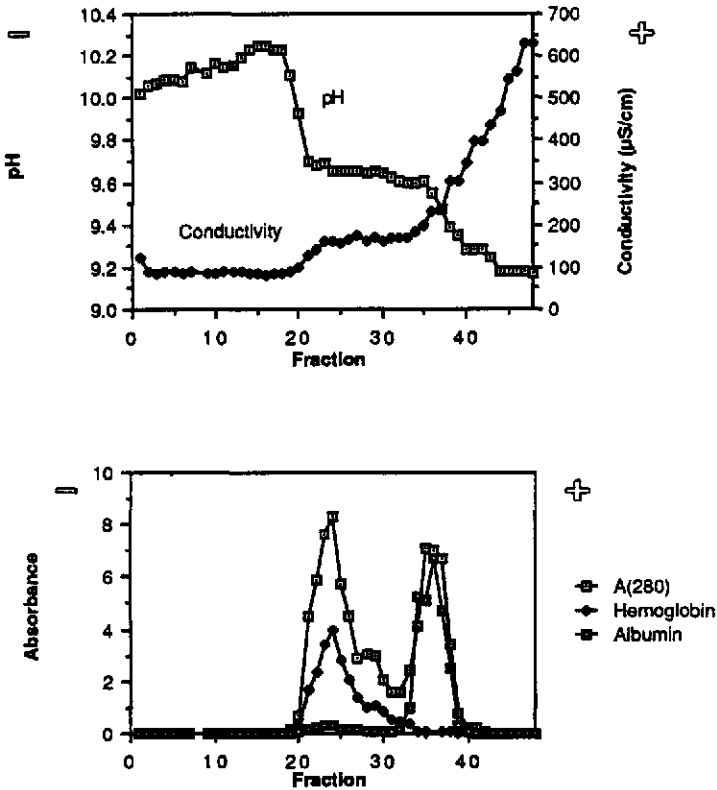 − +
10.4 700
10.2 600
10.0 500
9.8 400
9.6 300
9.4 200
9.2 100
9.0 0
pH
Conductivity (µS/cm)
pH
Conductivity
0 10 20 30 40
Fraction
− +
10
8
6
4
2
0
Absorbance
A(280)
Hemoglobin
Albumin
0 10 20 30 40
Fraction